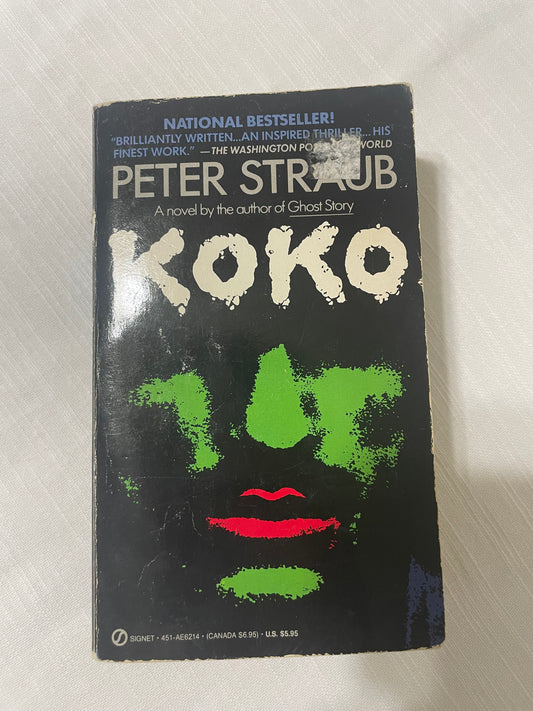 NATIONAL BESTSELLER!
"BRILLIANTLY WRITTEN...AN INSPIRED THRILLER...HIS
FINEST WORK." —THE WASHINGTON WORLD
PETER STRAUB
A novel by the author of Ghost Story
KOKO
SIGNET • 451-AE6214 • (CANADA $6.95) • U.S. $5.95